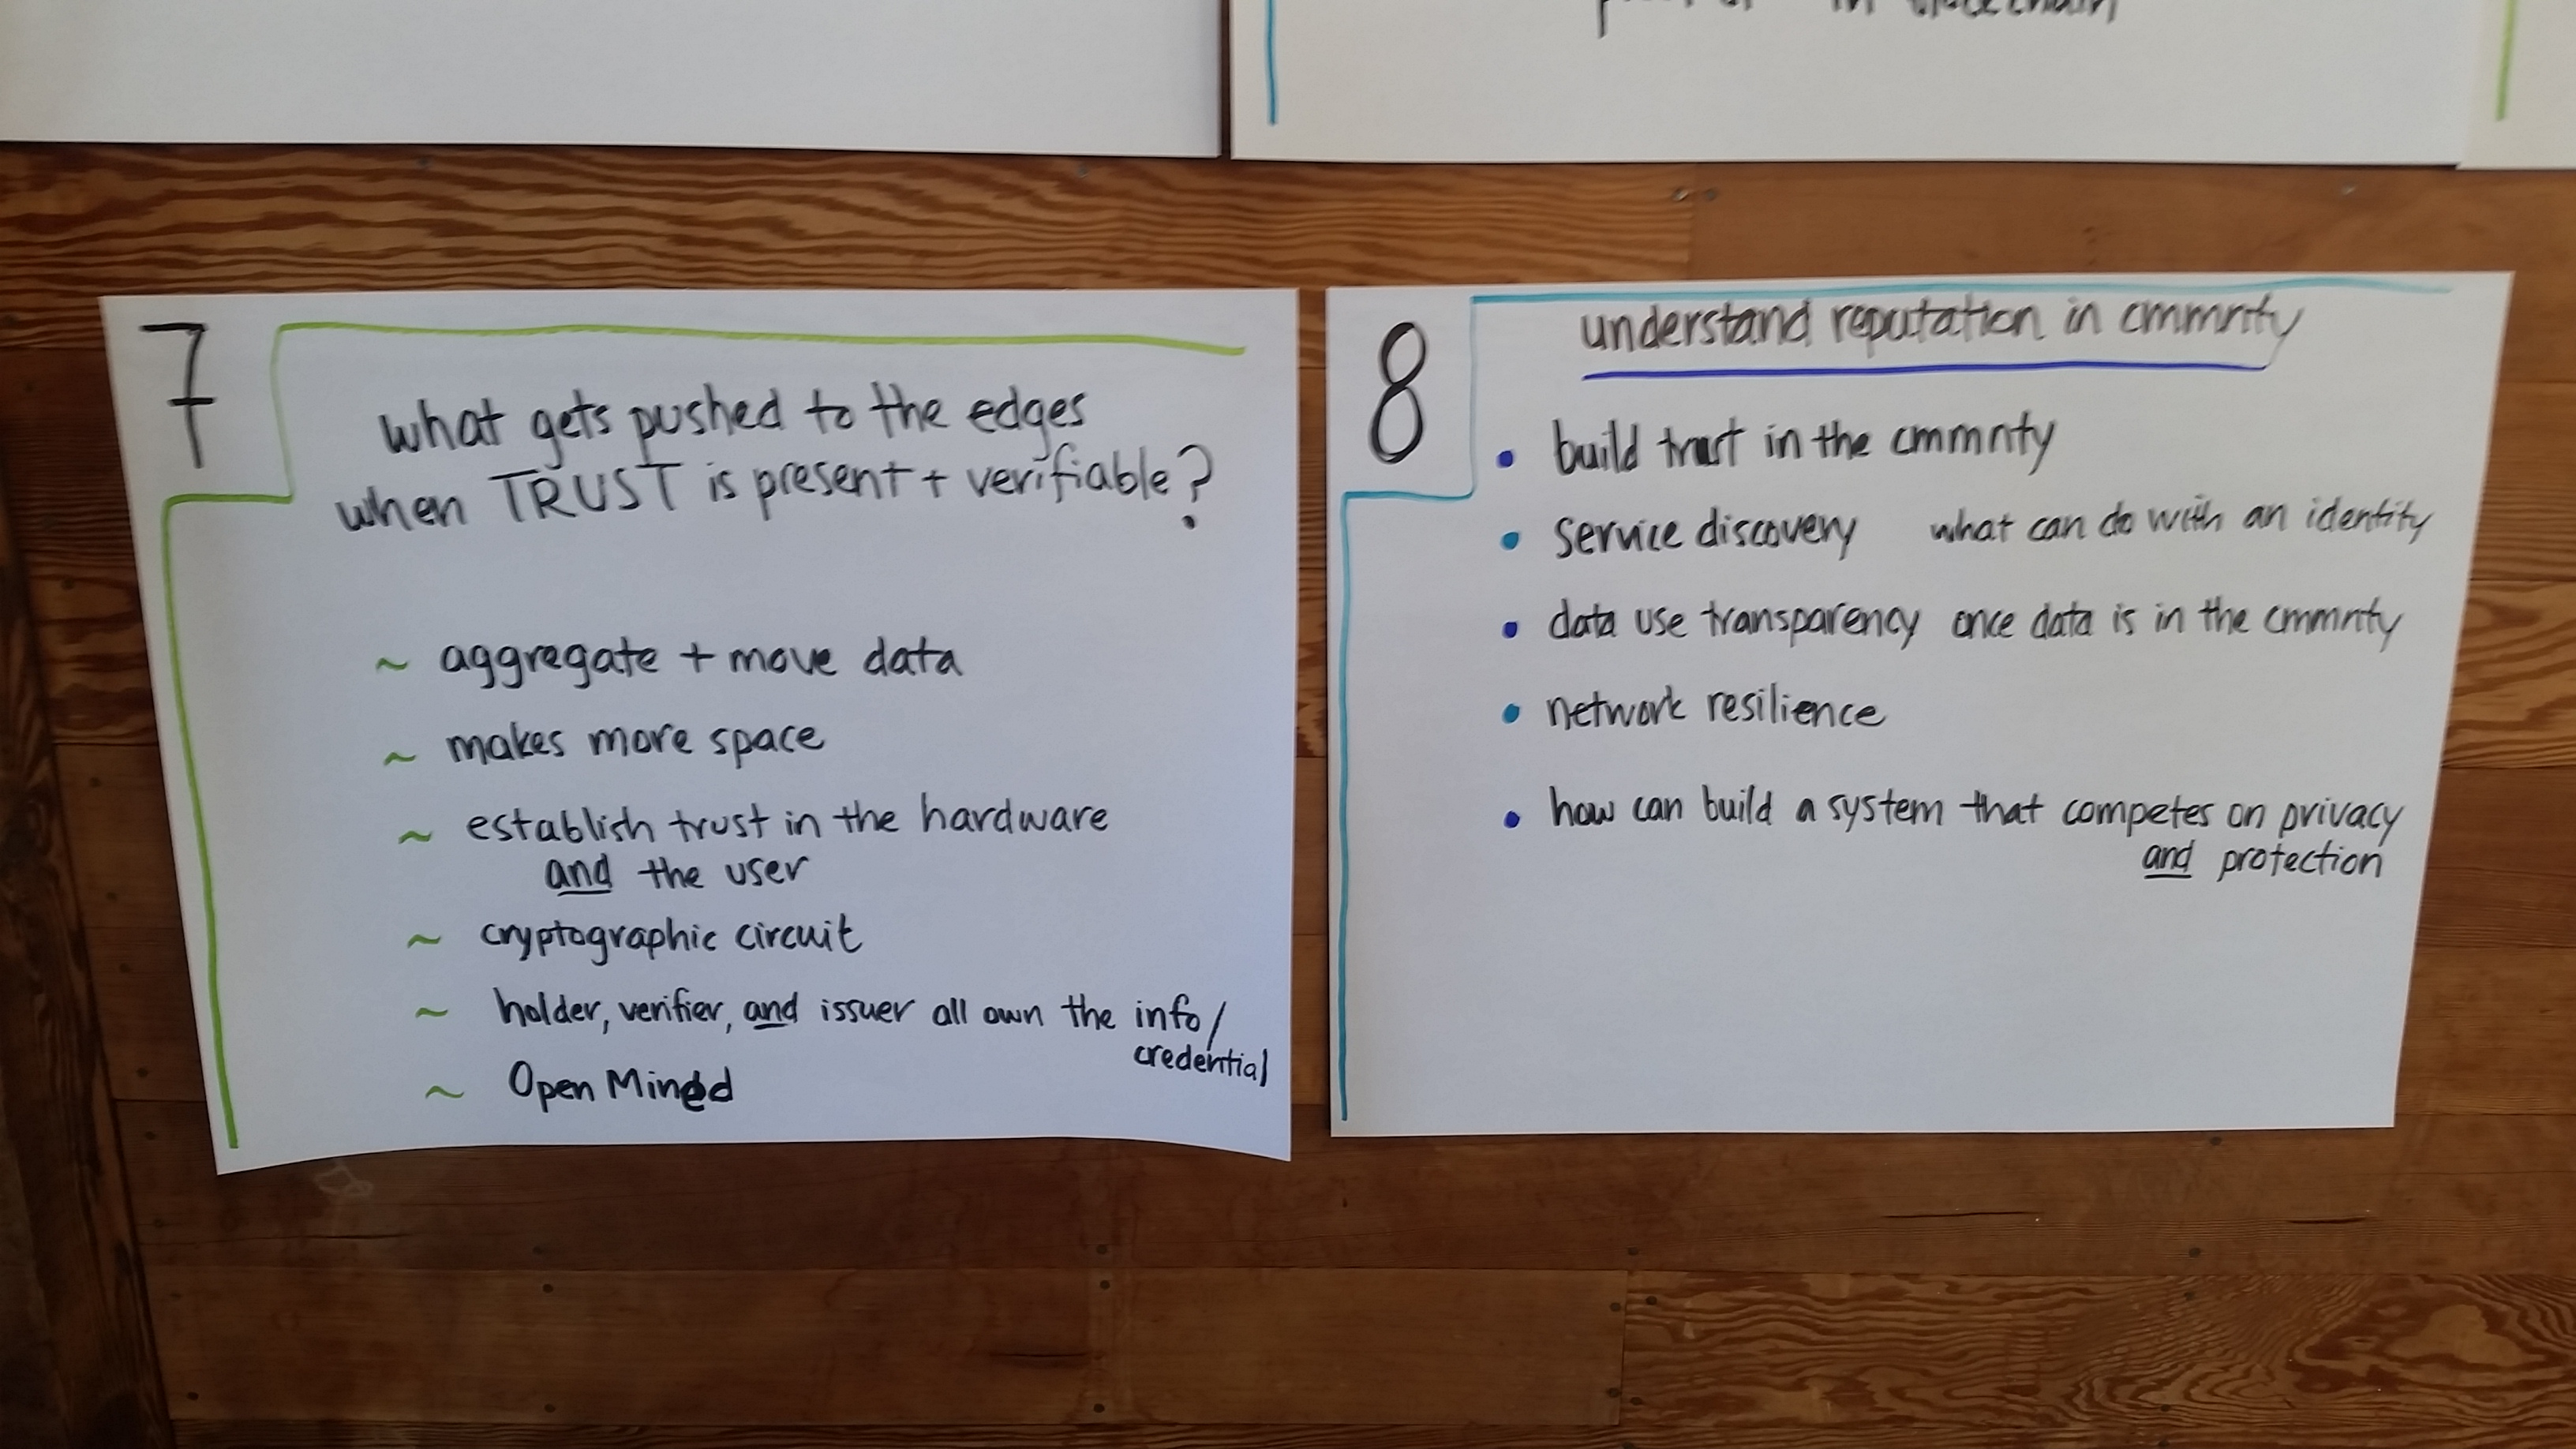 in blockchain
7
what gets pushed to the edges
when TRUST is present + verifiable?
~ aggregate + move data
~ makes more space
~ establish trust in the hardware
and the user
~ cryptographic circuit
~ holder, verifier, and issuer all own the info/
credential
~ Open Mined
8
understand reputation in cmmnty
• build trust in the cmmnty
• service discovery what can do with an identity
• data use transparency once data is in the cmmnty
• network resilience
• how can build a system that competes on privacy
and protection